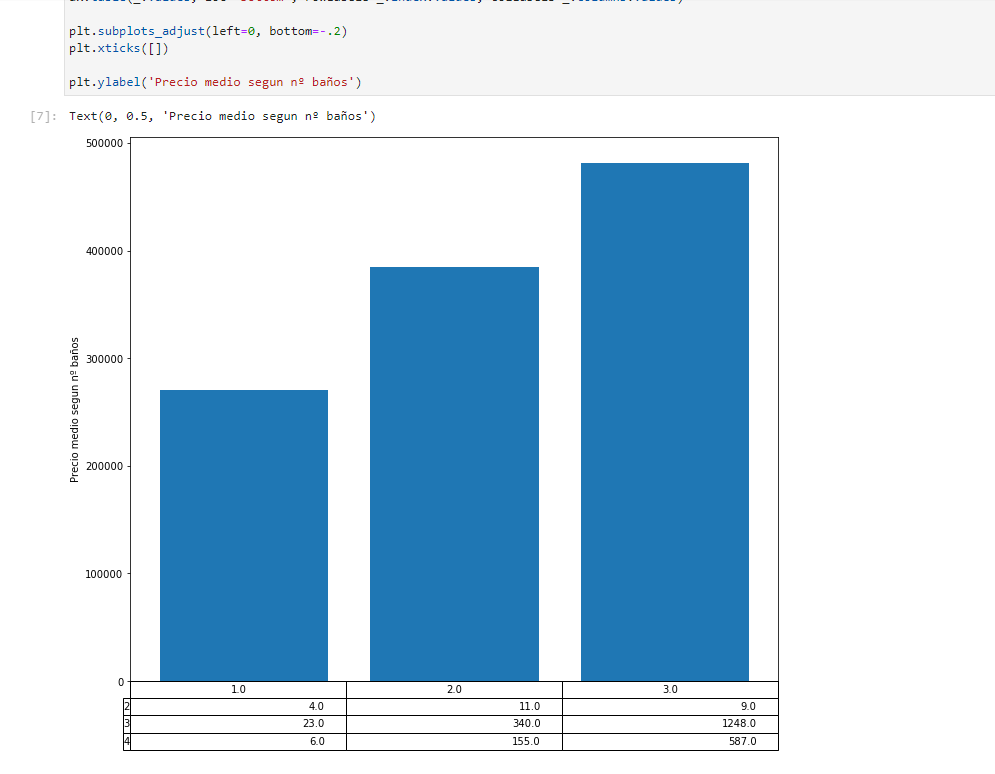 plt.subplots_adjust(left=0, bottom=-.2)
plt.xticks([])
plt.ylabel('Precio medio segun nº baños')
[7]: Text(0, 0.5, 'Precio medio segun nº baños')
500000
400000
300000
200000
100000
0
Precio medio segun nº baños
1.0 2.0 3.0
2 4.0 11.0 9.0
3 23.0 340.0 1248.0
4 6.0 155.0 587.0